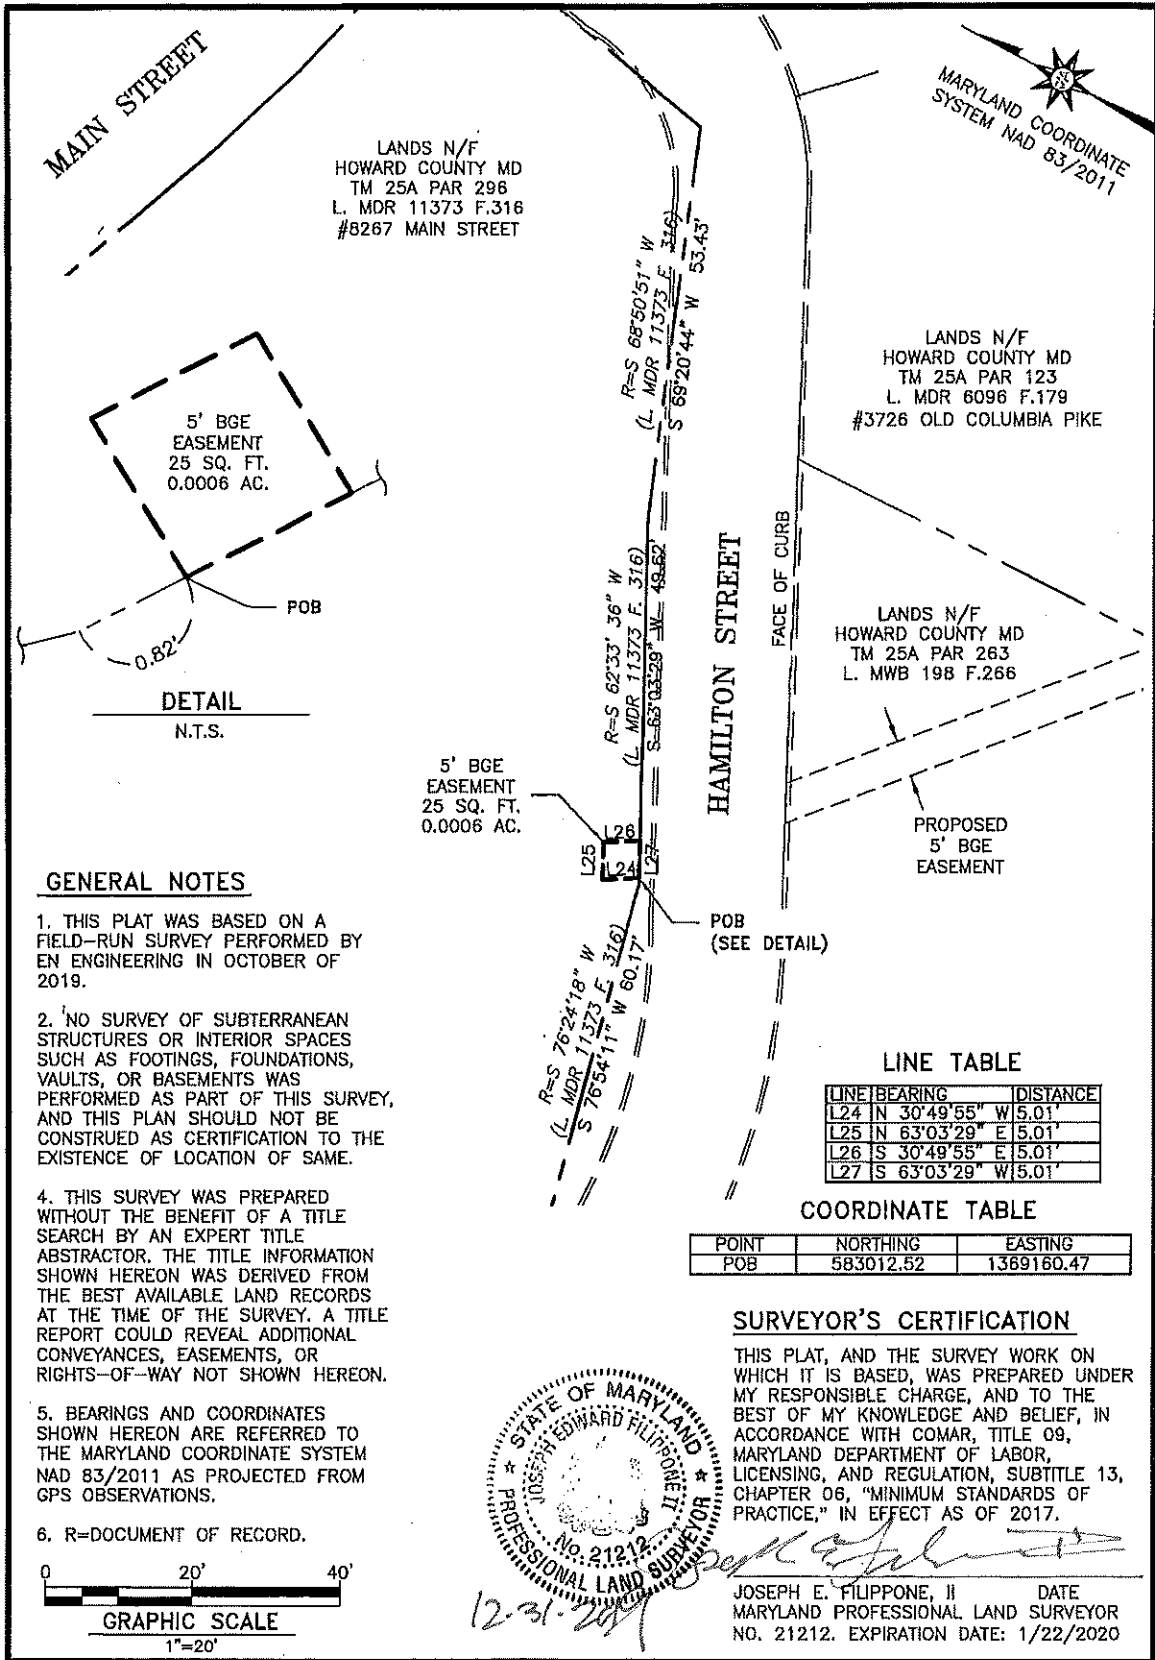 MAIN STREET
LANDS N/F
HOWARD COUNTY MD
TM 25A PAR 296
L. MDR 11373 F.316
#8267 MAIN STREET
MARYLAND COORDINATE
SYSTEM NAD 83/2011
R=S 68°50'51" W
(L. MDR 11373 F. 316)
S 69°20'44" W 53.43'
LANDS N/F
HOWARD COUNTY MD
TM 25A PAR 123
L. MDR 6096 F.179
#3726 OLD COLUMBIA PIKE
5' BGE
EASEMENT
25 SQ. FT.
0.0006 AC.
POB
0.82'
DETAIL
N.T.S.
R=S 62°33' 36" W
(L. MDR 11373 F. 316)
S 63°03'29" W 49.62'
HAMILTON STREET
FACE OF CURB
LANDS N/F
HOWARD COUNTY MD
TM 25A PAR 263
L. MWB 198 F.266
5' BGE
EASEMENT
25 SQ. FT.
0.0006 AC.
L26
L25
L24
L27
PROPOSED
5' BGE
EASEMENT
POB
(SEE DETAIL)
R=S 76°24'18" W
(L. MDR 11373 F. 316)
S 76°54'11" W 60.17'
GENERAL NOTES
1. THIS PLAT WAS BASED ON A
FIELD-RUN SURVEY PERFORMED BY
EN ENGINEERING IN OCTOBER OF
2019.
2. NO SURVEY OF SUBTERRANEAN
STRUCTURES OR INTERIOR SPACES
SUCH AS FOOTINGS, FOUNDATIONS,
VAULTS, OR BASEMENTS WAS
PERFORMED AS PART OF THIS SURVEY,
AND THIS PLAN SHOULD NOT BE
CONSTRUED AS CERTIFICATION TO THE
EXISTENCE OF LOCATION OF SAME.
4. THIS SURVEY WAS PREPARED
WITHOUT THE BENEFIT OF A TITLE
SEARCH BY AN EXPERT TITLE
ABSTRACTOR. THE TITLE INFORMATION
SHOWN HEREON WAS DERIVED FROM
THE BEST AVAILABLE LAND RECORDS
AT THE TIME OF THE SURVEY. A TITLE
REPORT COULD REVEAL ADDITIONAL
CONVEYANCES, EASEMENTS, OR
RIGHTS-OF-WAY NOT SHOWN HEREON.
5. BEARINGS AND COORDINATES
SHOWN HEREON ARE REFERRED TO
THE MARYLAND COORDINATE SYSTEM
NAD 83/2011 AS PROJECTED FROM
GPS OBSERVATIONS.
6. R=DOCUMENT OF RECORD.
0 20' 40'
GRAPHIC SCALE
1"=20'
LINE TABLE
LINE BEARING DISTANCE
L24 N 30°49'55" W 5.01'
L25 N 63°03'29" E 5.01'
L26 S 30°49'55" E 5.01'
L27 S 63°03'29" W 5.01'
COORDINATE TABLE
POINT NORTHING EASTING
POB 583012.52 1369160.47
SURVEYOR'S CERTIFICATION
THIS PLAT, AND THE SURVEY WORK ON
WHICH IT IS BASED, WAS PREPARED UNDER
MY RESPONSIBLE CHARGE, AND TO THE
BEST OF MY KNOWLEDGE AND BELIEF, IN
ACCORDANCE WITH COMAR, TITLE 09,
MARYLAND DEPARTMENT OF LABOR,
LICENSING, AND REGULATION, SUBTITLE 13,
CHAPTER 06, "MINIMUM STANDARDS OF
PRACTICE," IN EFFECT AS OF 2017.
STATE OF MARYLAND
JOSEPH EDWARD FILIPPONE II
No. 21212
PROFESSIONAL LAND SURVEYOR
12-31-2019
JOSEPH E. FILIPPONE, II DATE
MARYLAND PROFESSIONAL LAND SURVEYOR
NO. 21212. EXPIRATION DATE: 1/22/2020